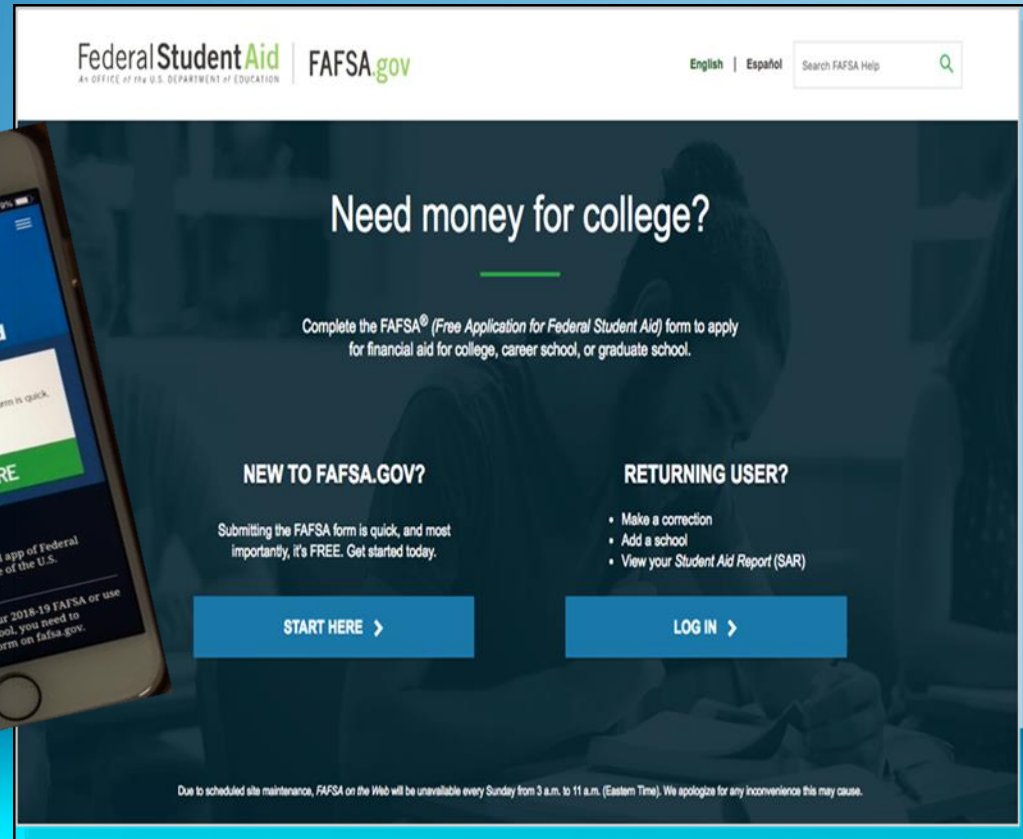 Federal Student Aid
An OFFICE of the U.S. DEPARTMENT of EDUCATION
FAFSA.gov
English | Español
Search FAFSA Help
Need money for college?
Complete the FAFSA® (Free Application for Federal Student Aid) form to apply
for financial aid for college, career school, or graduate school.
NEW TO FAFSA.GOV?
Submitting the FAFSA form is quick, and most
importantly, it's FREE. Get started today.
START HERE
RETURNING USER?
• Make a correction
• Add a school
• View your Student Aid Report (SAR)
LOG IN
Due to scheduled site maintenance, FAFSA on the Web will be unavailable every Sunday from 3 a.m. to 11 a.m. (Eastern Time). We apologize for any inconvenience this may cause.
9%
form is quick,
RE
app of Federal
of the U.S.
ur 2018-19 FAFSA or use
ool, you need to
orm on fafsa.gov.